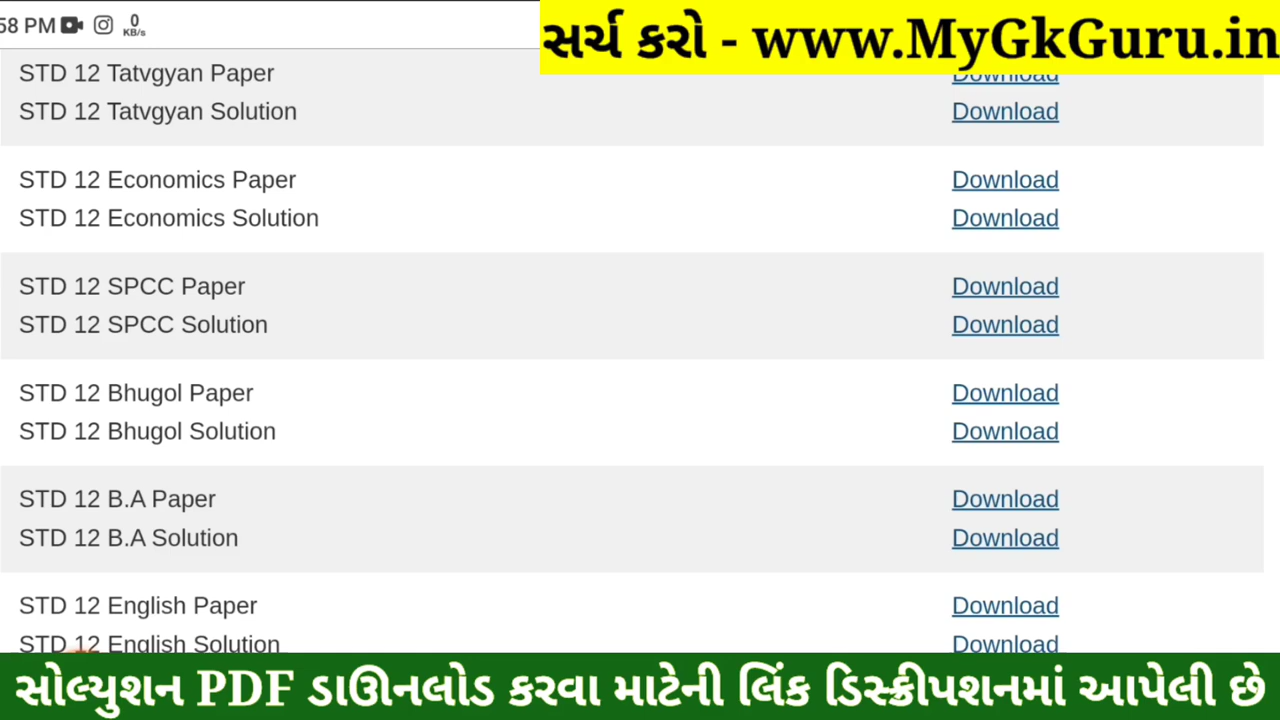 58 PM 0 KB/s
સર્ચ કરો - www.MyGkGuru.in
STD 12 Tatvgyan Paper Download
STD 12 Tatvgyan Solution Download
STD 12 Economics Paper Download
STD 12 Economics Solution Download
STD 12 SPCC Paper Download
STD 12 SPCC Solution Download
STD 12 Bhugol Paper Download
STD 12 Bhugol Solution Download
STD 12 B.A Paper Download
STD 12 B.A Solution Download
STD 12 English Paper Download
STD 12 English Solution Download
સોલ્યુશન PDF ડાઊનલોડ કરવા માટેની લિંક ડિસ્ક્રીપશનમાં આપેલી છે